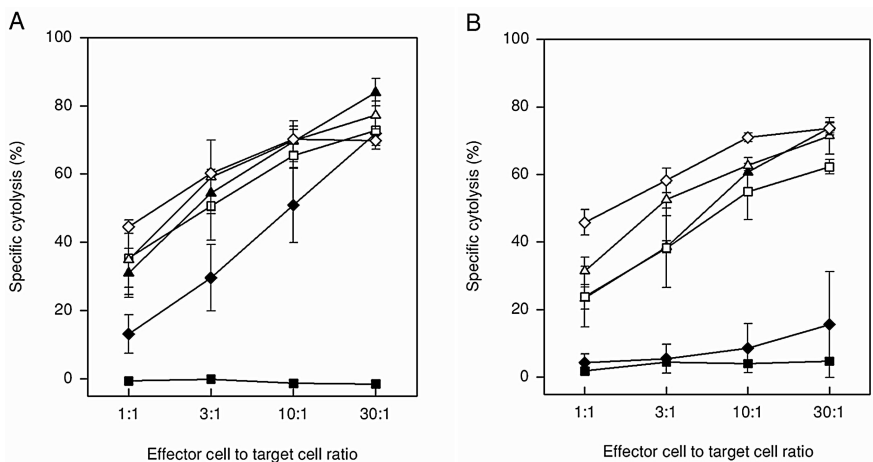 A
100
80
60
40
20
0
Specific cytolysis (%)
1:1 3:1 10:1 30:1
Effector cell to target cell ratio
B
100
80
60
40
20
0
Specific cytolysis (%)
1:1 3:1 10:1 30:1
Effector cell to target cell ratio